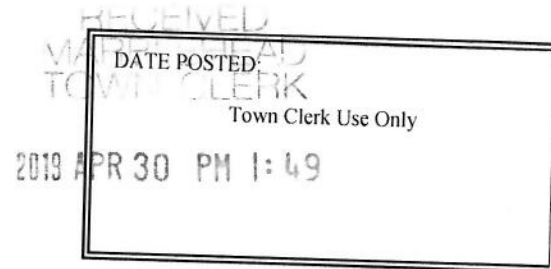 RECEIVED
MARBLEHEAD
TOWN CLERK
DATE POSTED:
Town Clerk Use Only
2019 APR 30 PM 1:49